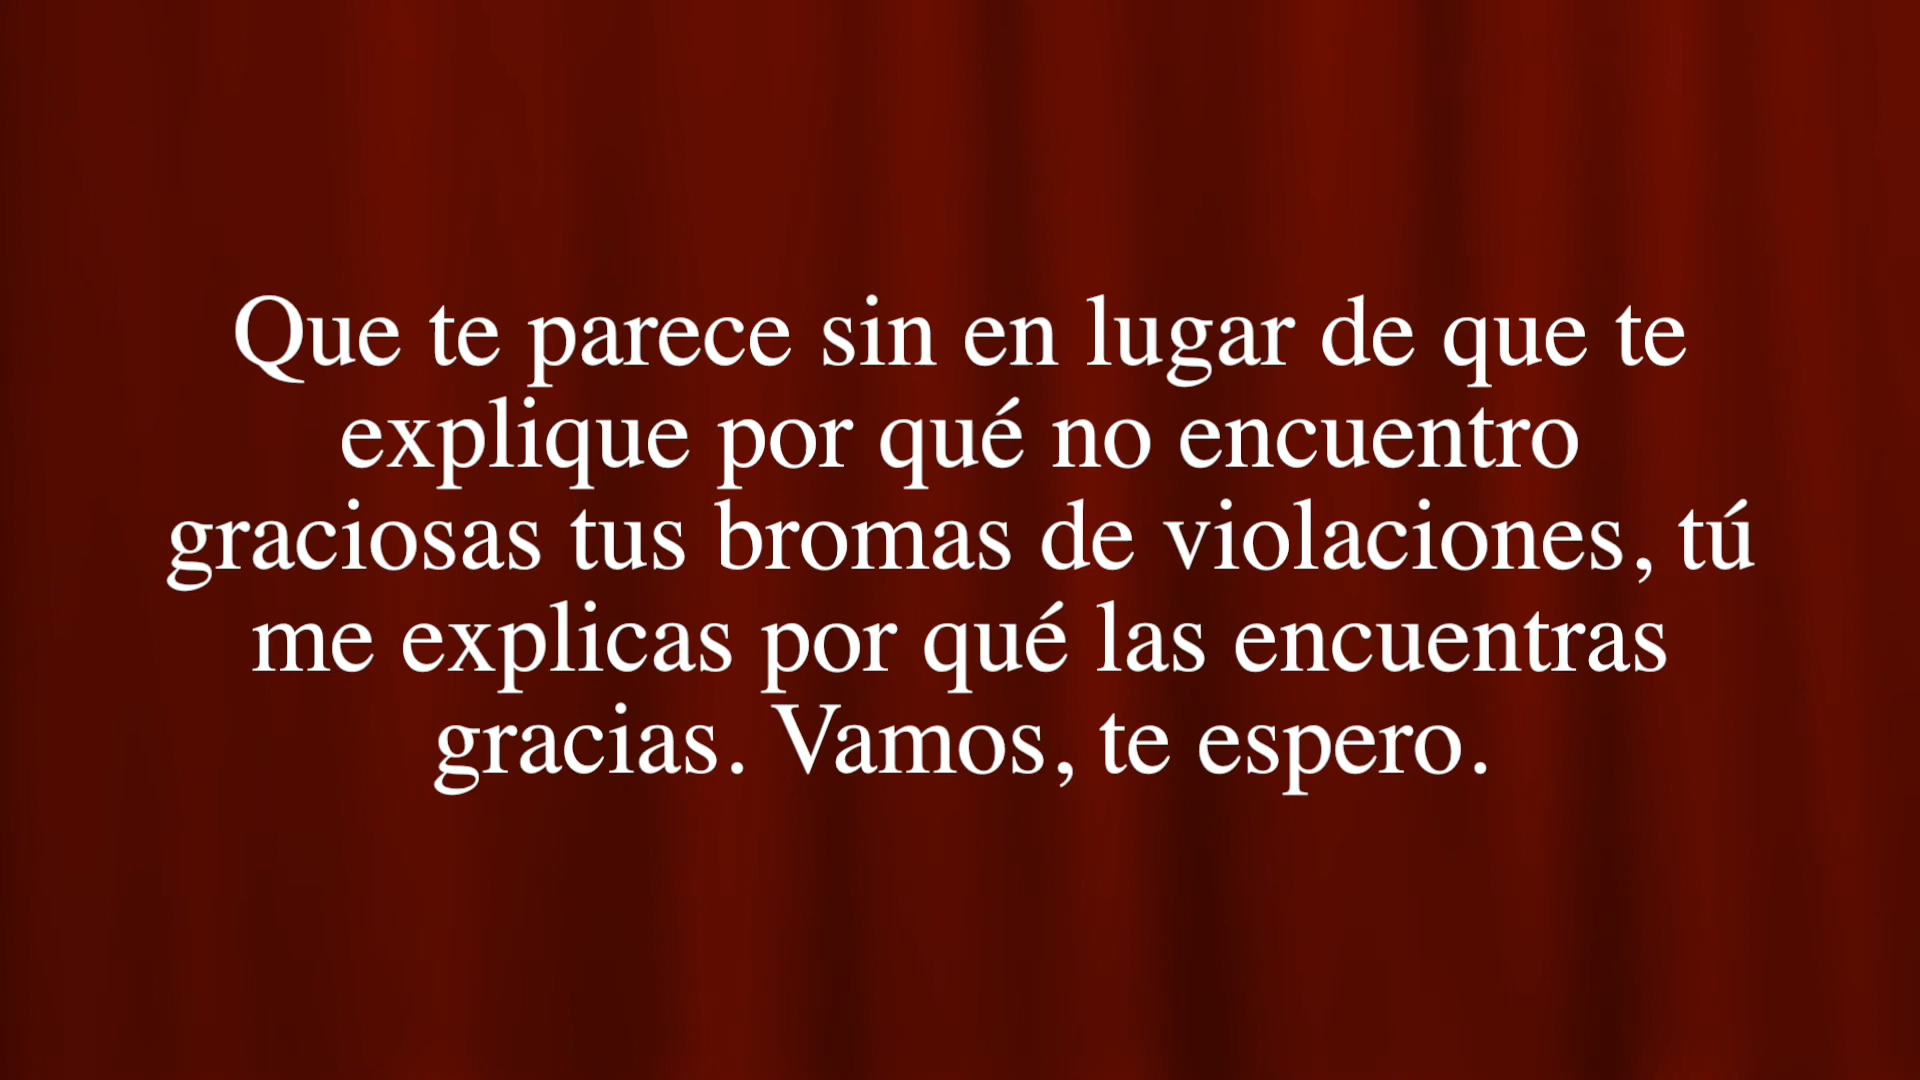 Que te parece sin en lugar de que te
explique por qué no encuentro
graciosas tus bromas de violaciones, tú
me explicas por qué las encuentras
gracias. Vamos, te espero.